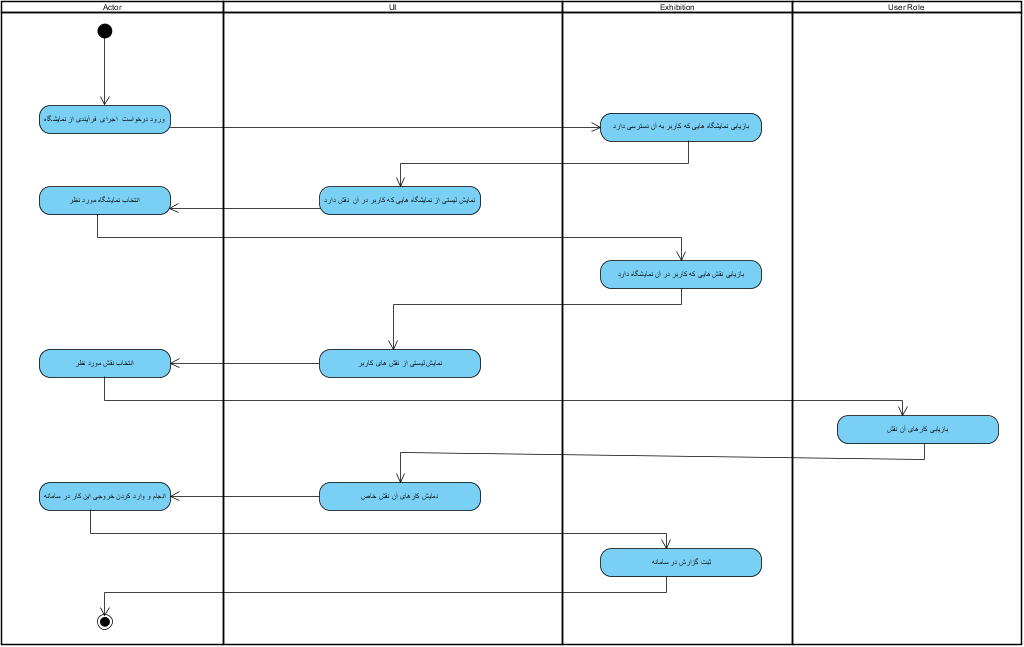 Actor
UI
Exhibition
User Role
ورود درخواست اجرای فرآیندی از نمایشگاه
بازیابی نمایشگاه هایی که کاربر به آن دسترسی دارد
نمایش لیستی از نمایشگاه هایی که کاربر در آن نقش دارد
انتخاب نمایشگاه مورد نظر
بازیابی نقش هایی که کاربر در آن نمایشگاه دارد
نمایش لیستی از نقش های کاربر
انتخاب نقش مورد نظر
بازیابی کارهای آن نقش
نمایش کارهای آن نقش خاص
انجام و وارد کردن خروجی این کار در سامانه
ثبت گزارش در سامانه